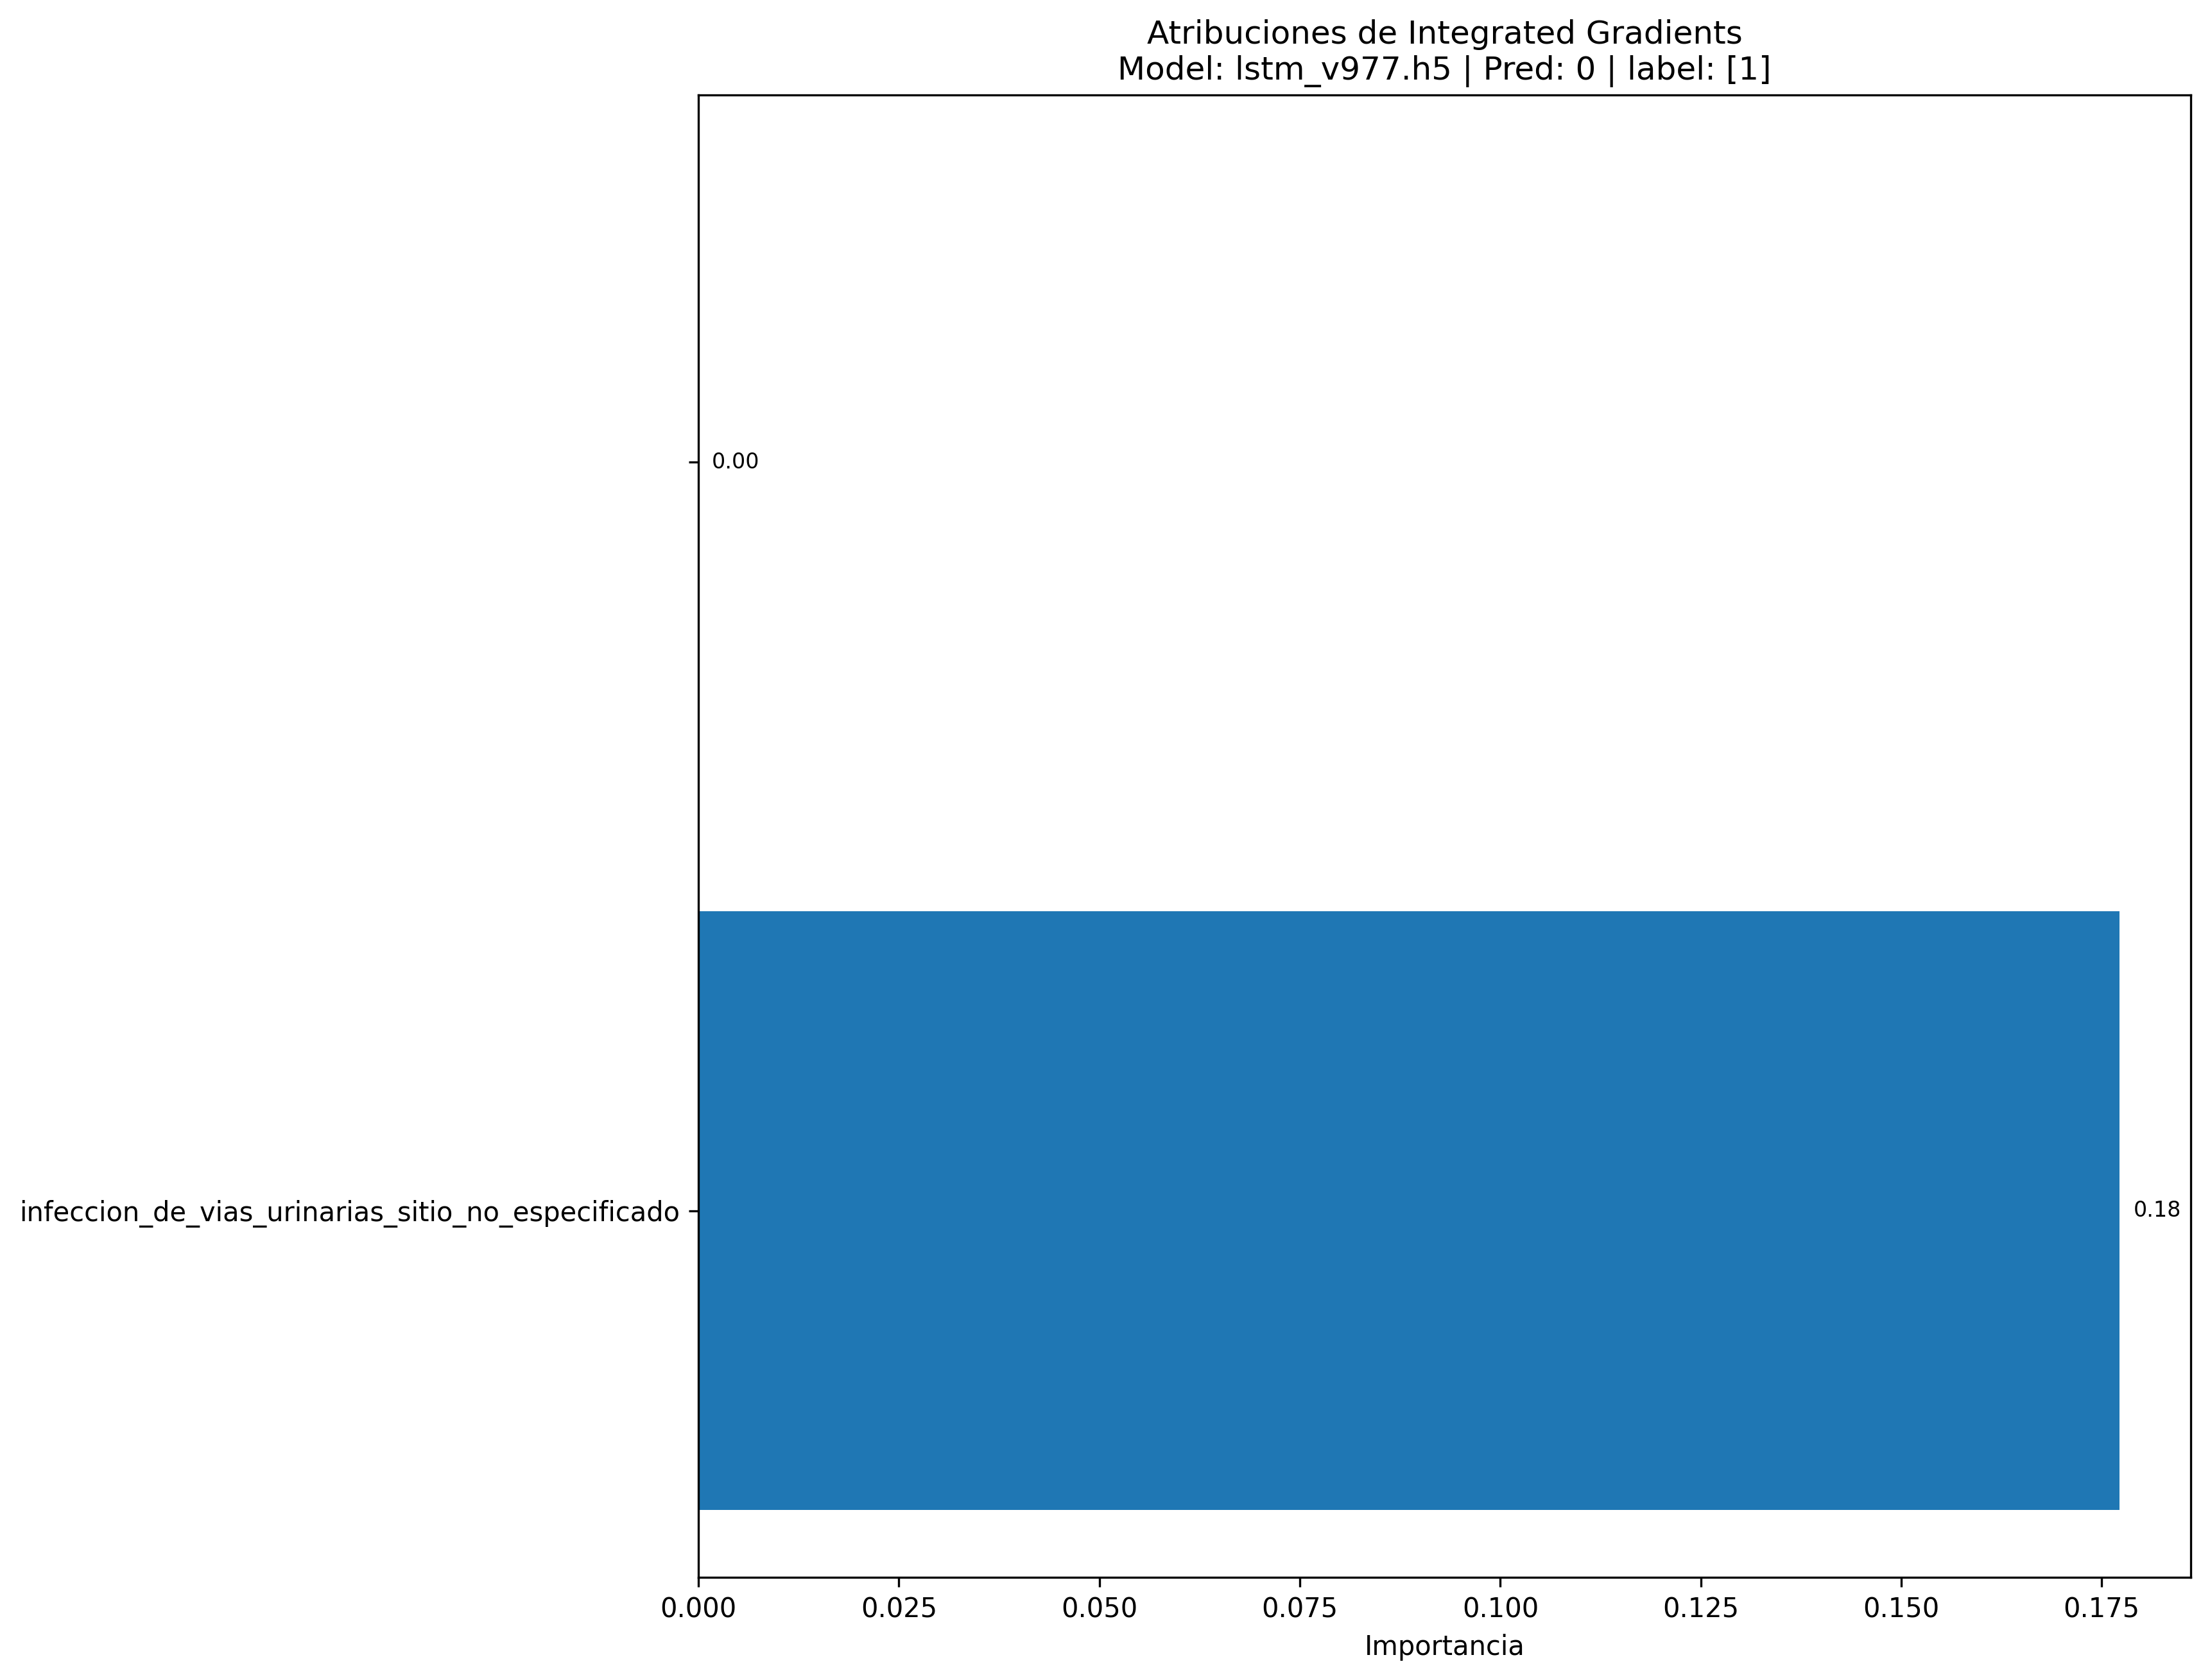 Atribuciones de Integrated Gradients
Model: lstm_v977.h5 | Pred: 0 | label: [1]
0.00
infeccion_de_vias_urinarias_sitio_no_especificado
0.18
0.000 0.025 0.050 0.075 0.100 0.125 0.150 0.175
Importancia